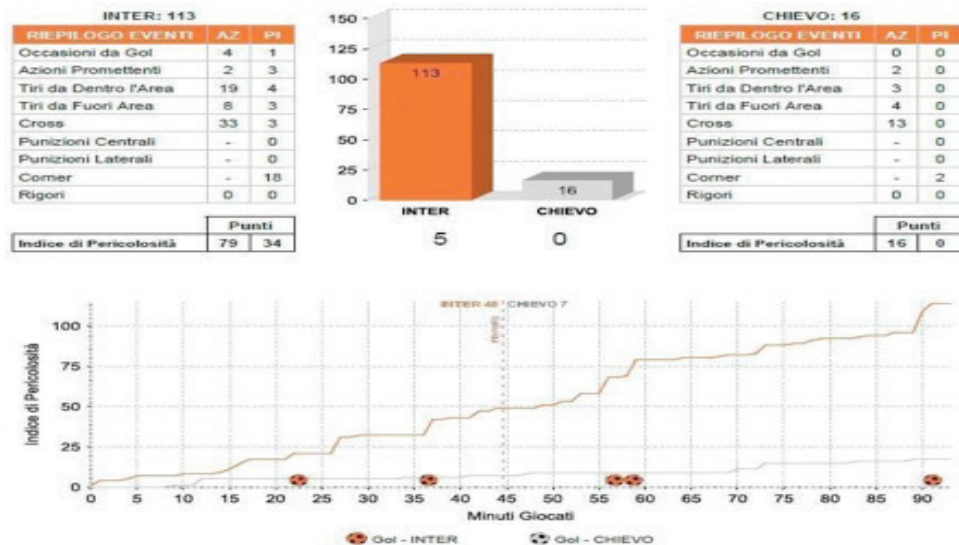 INTER: 113
RIEPILOGO EVENTI AZ PI
Occasioni da Gol 4 1
Azioni Promettenti 2 3
Tiri da Dentro l'Area 19 4
Tiri da Fuori Area 8 3
Cross 33 3
Punizioni Centrali - 0
Punizioni Laterali - 0
Corner - 18
Rigori 0 0
Punti
Indice di Pericolosità 79 34
150
125
100
75
50
25
0
113
16
INTER CHIEVO
5 0
CHIEVO: 16
RIEPILOGO EVENTI AZ PI
Occasioni da Gol 0 0
Azioni Promettenti 2 0
Tiri da Dentro l'Area 3 0
Tiri da Fuori Area 4 0
Cross 13 0
Punizioni Centrali - 0
Punizioni Laterali - 0
Corner - 2
Rigori 0 0
Punti
Indice di Pericolosità 16 0
INTER 48 CHIEVO 7
Indice di Pericolosità
100
75
50
25
0
0 5 10 15 20 25 30 35 40 45 50 55 60 65 70 75 80 85 90
Minuti Giocati
Gol - INTER Gol - CHIEVO